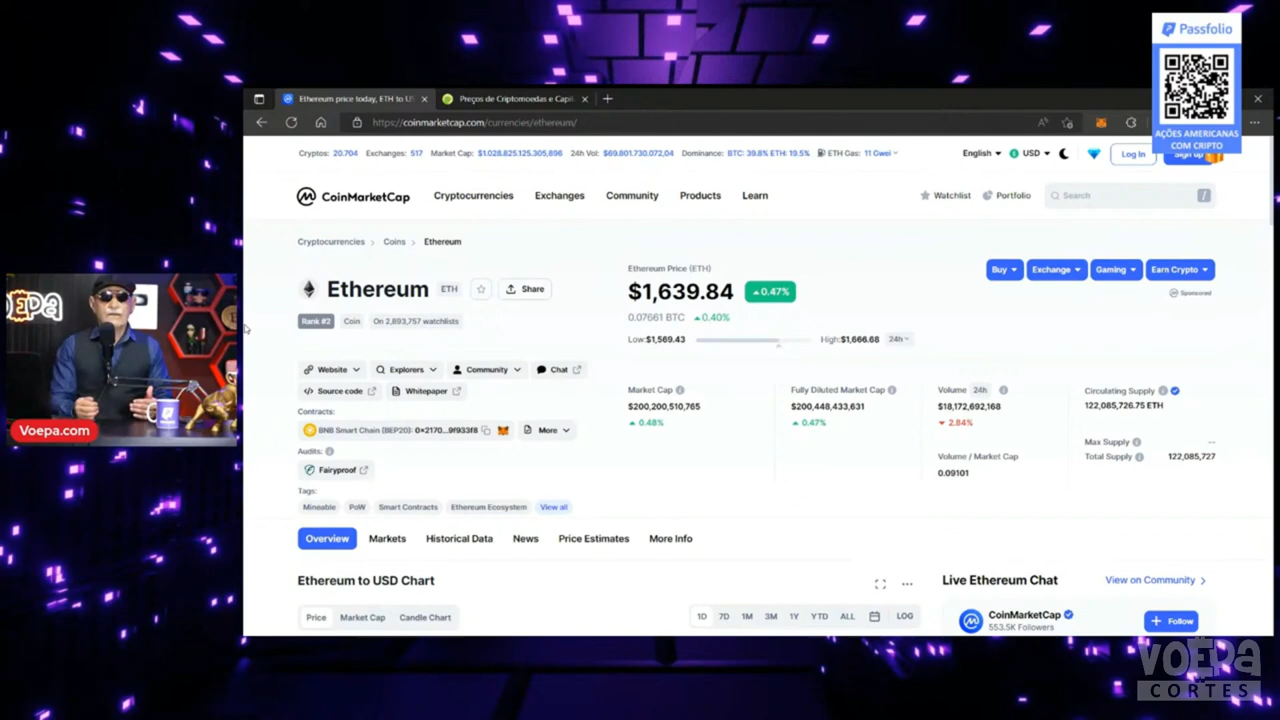 Passfolio
AÇÕES AMERICANAS
COM CRIPTO
Ethereum price today, ETH to US
Preços de Criptomoedas e Capit
https://coinmarketcap.com/currencies/ethereum/
Cryptos: 20.704 Exchanges: 517 Market Cap: $1.028.825.125.305,896 24h Vol: $69.801.730.072,04 Dominance: BTC: 39.8% ETH: 19.5% ETH Gas: 11 Gwei
English USD Log In Sign up
CoinMarketCap Cryptocurrencies Exchanges Community Products Learn Watchlist Portfolio Search /
Cryptocurrencies > Coins > Ethereum
Ethereum ETH Share
Rank #2 Coin On 2,893,757 watchlists
Ethereum Price (ETH)
$1,639.84 0.47%
0.07661 BTC 0.40%
Low:$1,569.43 High:$1,666.68 24h
Buy Exchange Gaming Earn Crypto
Sponsored
Website Explorers Community Chat
Source code Whitepaper
Contracts:
BNB Smart Chain (BEP20): 0x2170...9f933f8 More
Audits:
Fairyproof
Tags:
Mineable PoW Smart Contracts Ethereum Ecosystem View all
Market Cap
$200,200,510,765
0.48%
Fully Diluted Market Cap
$200,448,433,631
0.47%
Volume 24h
$18,172,692,168
2.84%
Volume / Market Cap
0.09101
Circulating Supply
122,085,726.75 ETH
Max Supply --
Total Supply 122,085,727
Overview Markets Historical Data News Price Estimates More Info
Ethereum to USD Chart
Price Market Cap Candle Chart
1D 7D 1M 3M 1Y YTD ALL LOG
Live Ethereum Chat View on Community >
CoinMarketCap
553.5K Followers
+ Follow
Voepa.com
VOEPA
CORTES